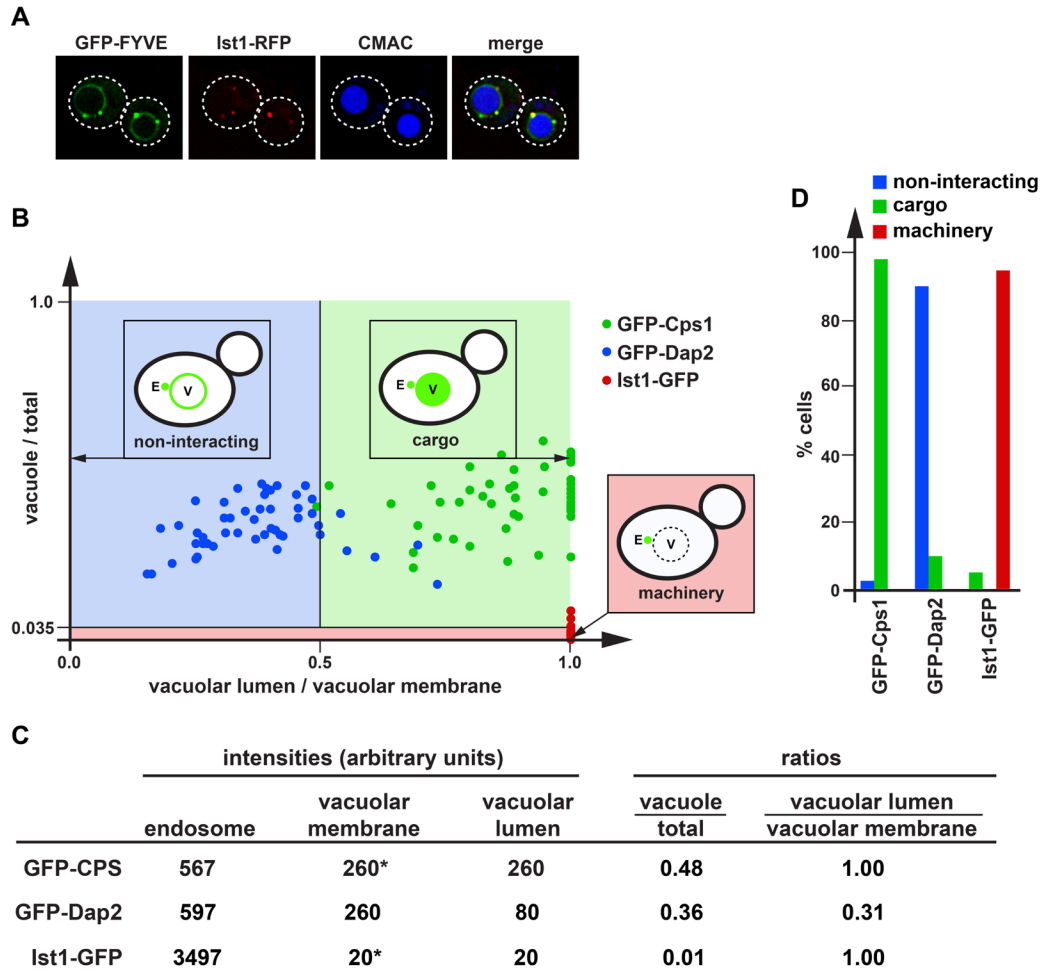 A
GFP-FYVE Ist1-RFP CMAC merge
B
1.0
vacuole / total
0.035
0.0 0.5 1.0
vacuolar lumen / vacuolar membrane
E V
non-interacting
E V
cargo
GFP-Cps1
GFP-Dap2
Ist1-GFP
E V
machinery
D
non-interacting
cargo
machinery
% cells
100
80
60
40
20
0
GFP-Cps1
GFP-Dap2
Ist1-GFP
C
intensities (arbitrary units) ratios
endosome vacuolar membrane vacuolar lumen vacuole total vacuolar lumen vacuolar membrane
GFP-CPS 567 260* 260 0.48 1.00
GFP-Dap2 597 260 80 0.36 0.31
Ist1-GFP 3497 20* 20 0.01 1.00